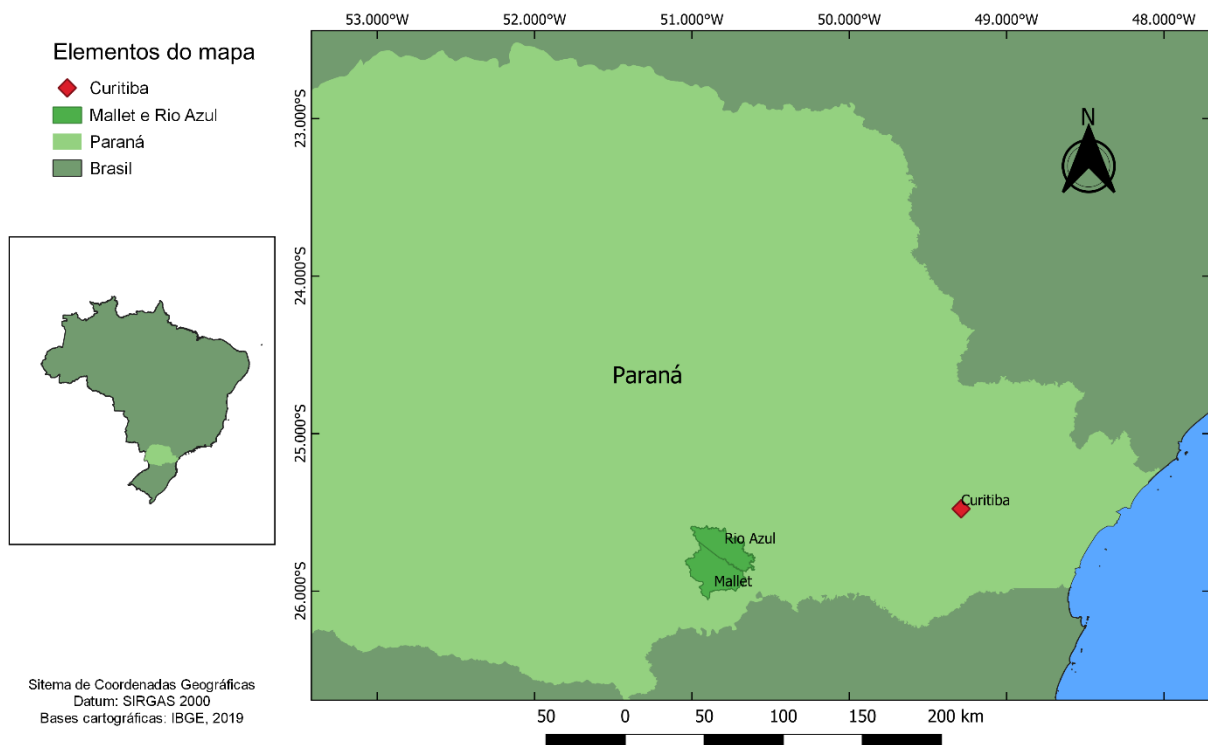 53.000°W 52.000°W 51.000°W 50.000°W 49.000°W 48.000°W
Elementos do mapa
Curitiba
Mallet e Rio Azul
Paraná
Brasil
23.000°S
24.000°S
25.000°S
26.000°S
N
Paraná
Curitiba
Rio Azul
Mallet
Sitema de Coordenadas Geográficas
Datum: SIRGAS 2000
Bases cartográficas: IBGE, 2019
50 0 50 100 150 200 km